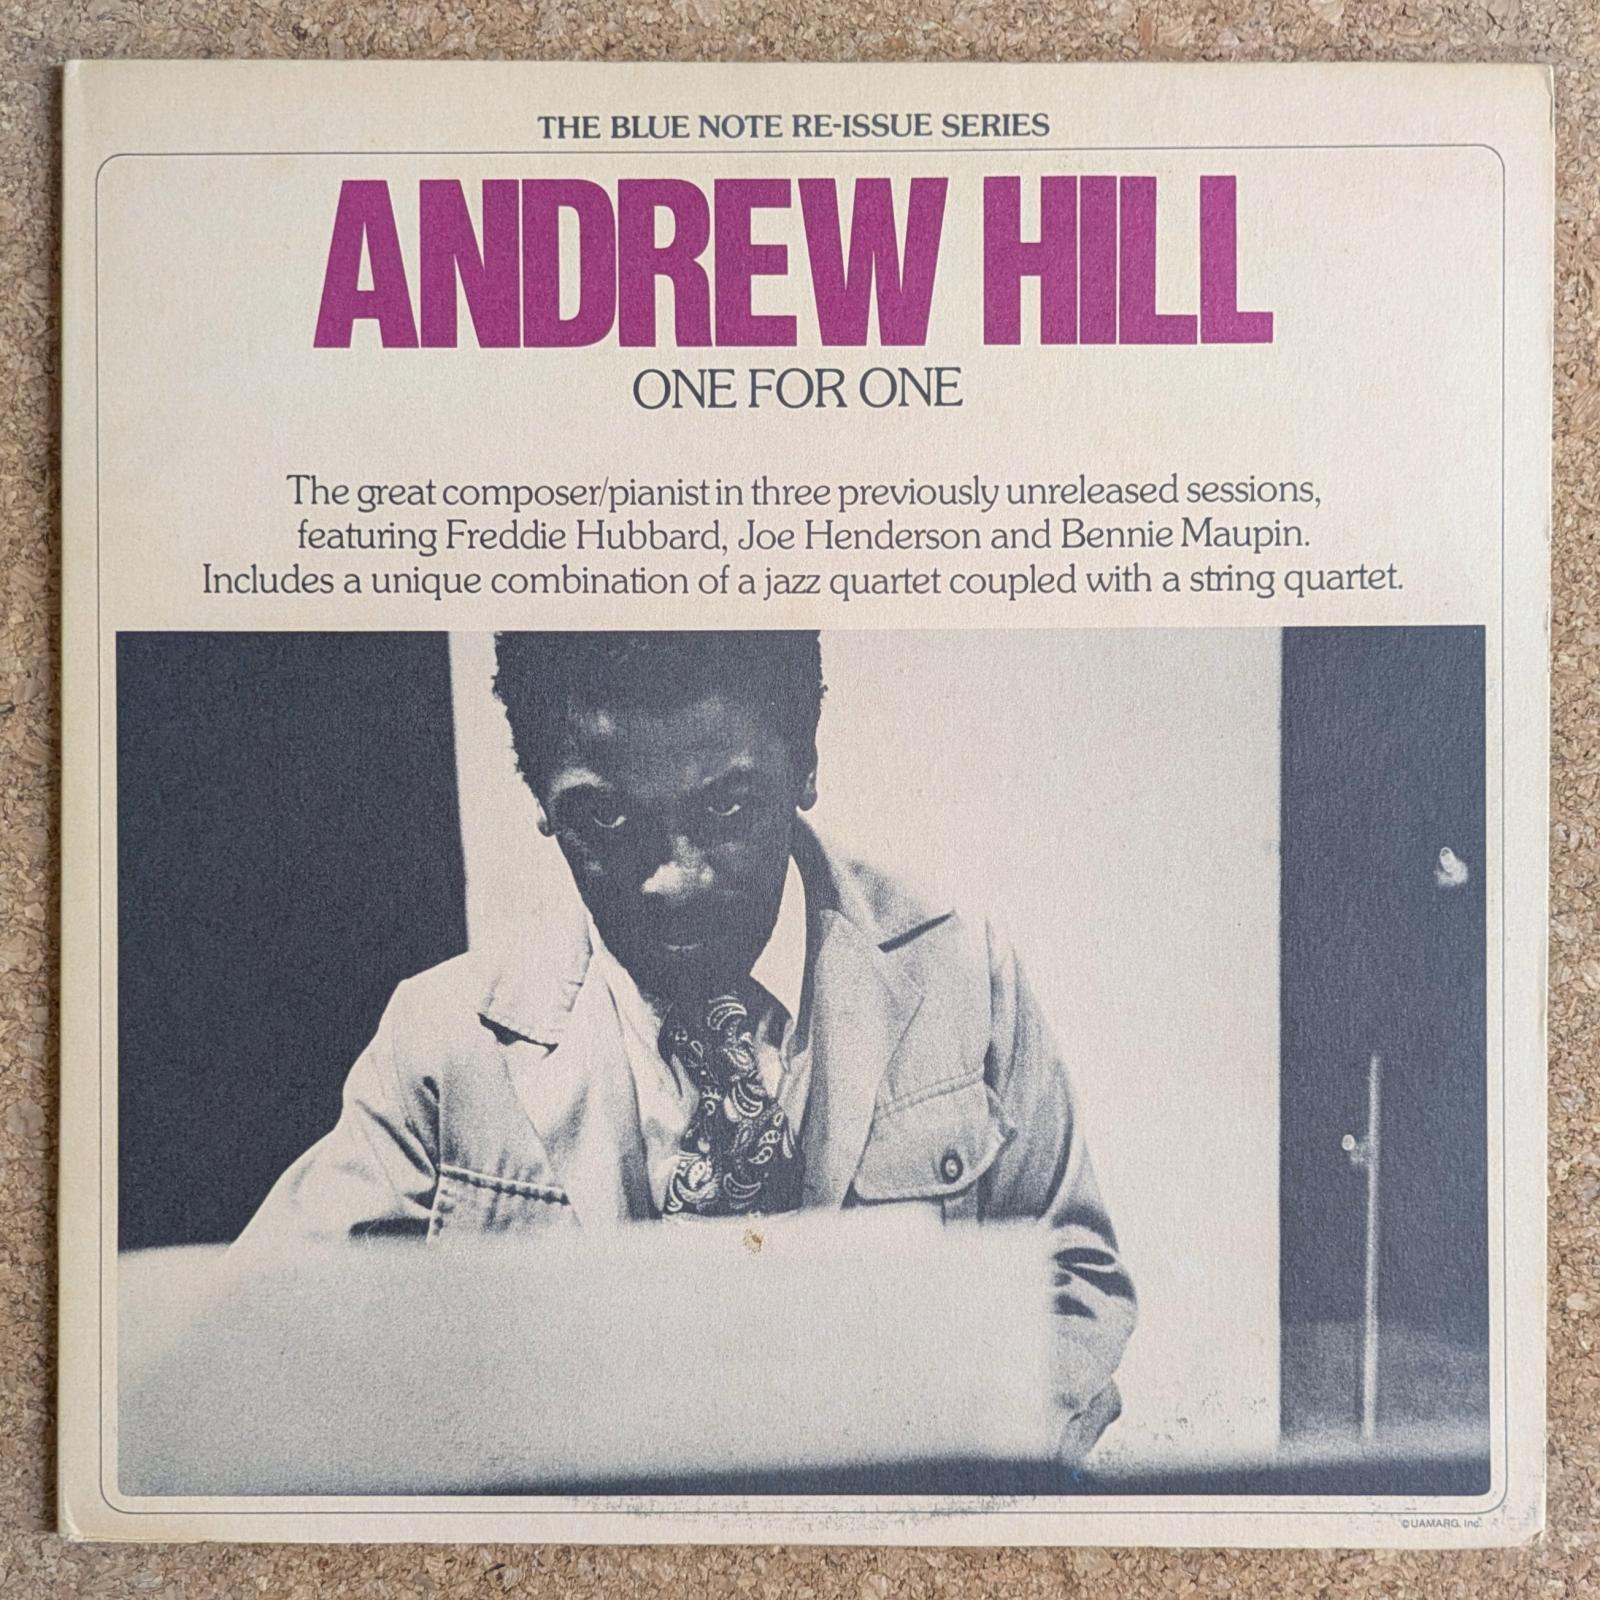 THE BLUE NOTE RE-ISSUE SERIES
ANDREW HILL
ONE FOR ONE
The great composer/pianist in three previously unreleased sessions,
featuring Freddie Hubbard, Joe Henderson and Bennie Maupin.
Includes a unique combination of a jazz quartet coupled with a string quartet.
©UAMARG, Inc.